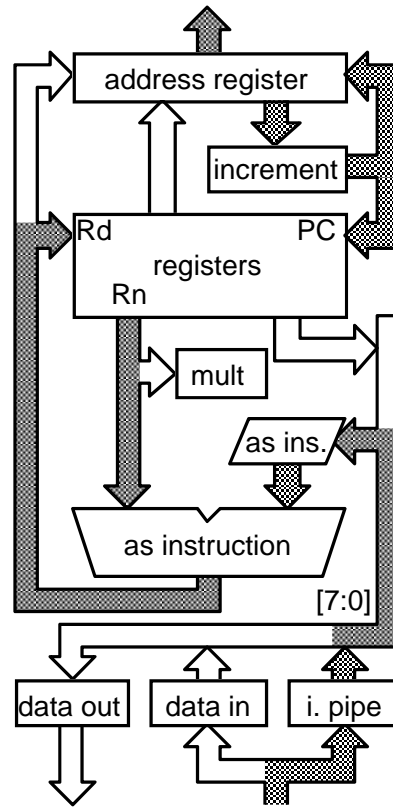 address register
increment
Rd
PC
registers
Rn
mult
as ins.
as instruction
[7:0]
data out
data in
i. pipe